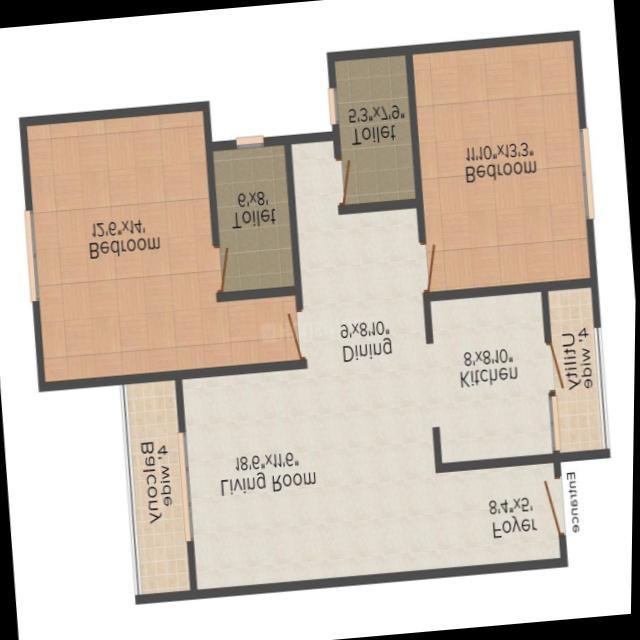 Toilet
5'3"x7'9"
Bedroom
11'10"x13'3"
Toilet
6'x8'
Bedroom
12'6"x14'
Dining
9'x8'10"
Kitchen
8'x8'10"
Utility
4' wide
Balcony
4' wide
Living Room
18'6"x11'6"
Foyer
8'4"x5'
Entrance